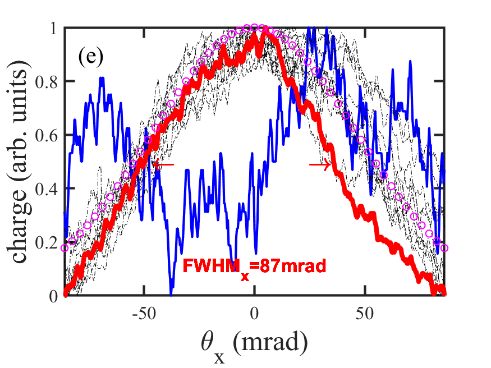 (e)
1
0.8
0.6
0.4
0.2
0
charge (arb. units)
FWHMx=87mrad
-50
0
50
θx (mrad)